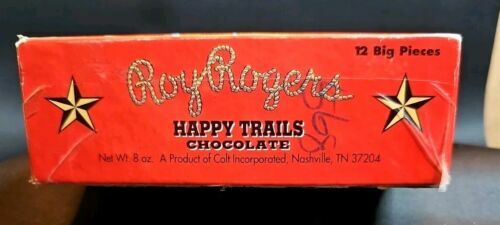 12 Big Pieces
Roy Rogers
HAPPY TRAILS
CHOCOLATE
Net Wt. 8 oz. A Product of Colt Incorporated, Nashville, TN 37204